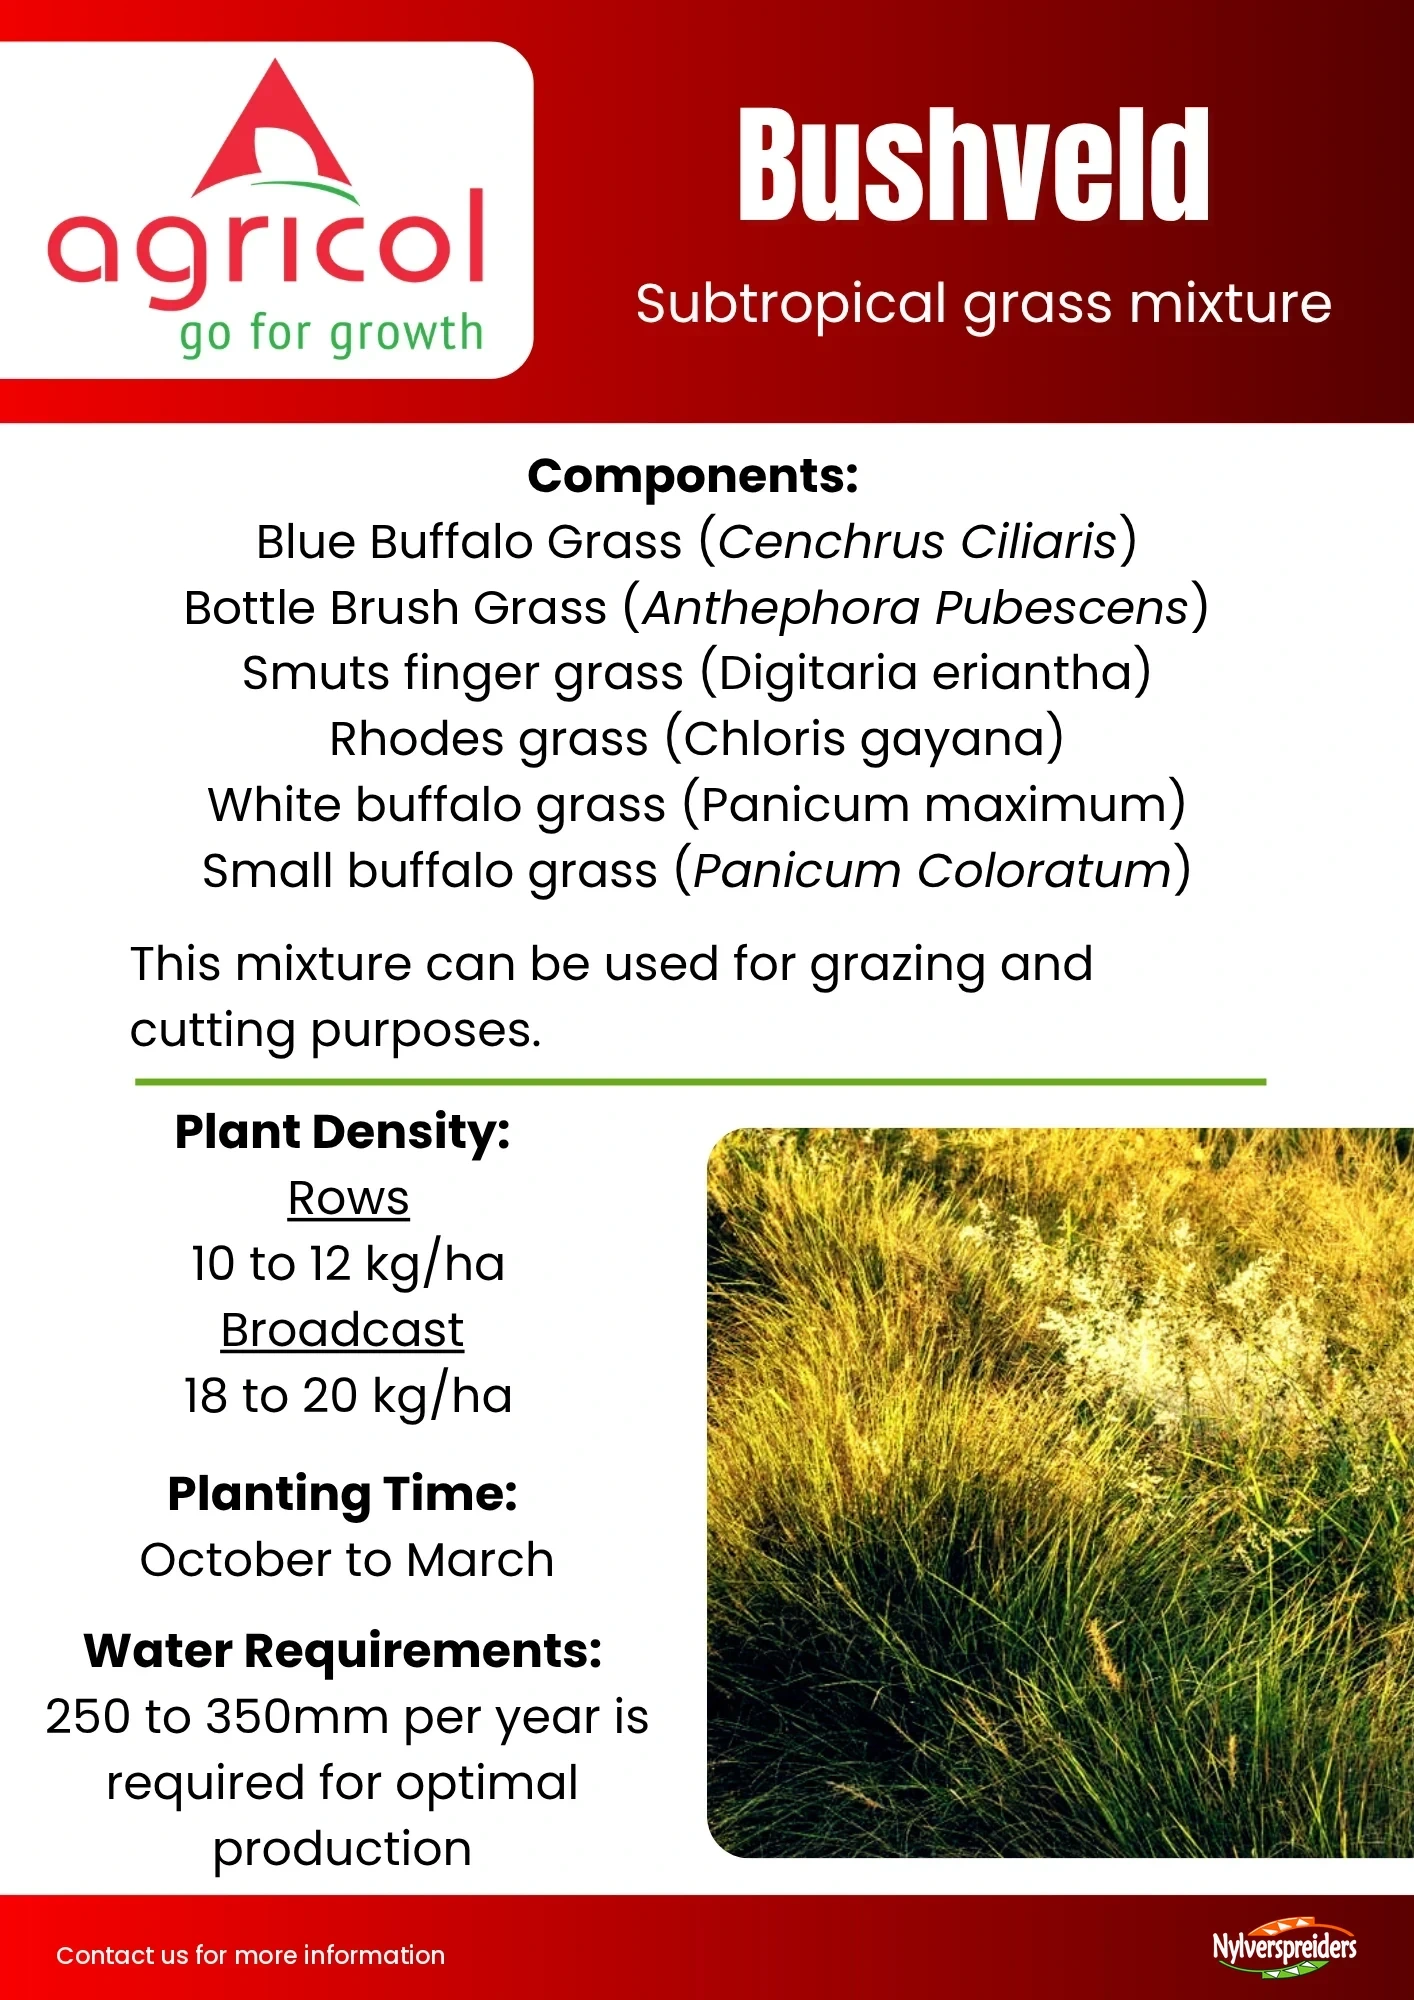 agricol
go for growth
Bushveld
Subtropical grass mixture
Components:
Blue Buffalo Grass (Cenchrus Ciliaris)
Bottle Brush Grass (Anthephora Pubescens)
Smuts finger grass (Digitaria eriantha)
Rhodes grass (Chloris gayana)
White buffalo grass (Panicum maximum)
Small buffalo grass (Panicum Coloratum)
This mixture can be used for grazing and
cutting purposes.
Plant Density:
Rows
10 to 12 kg/ha
Broadcast
18 to 20 kg/ha
Planting Time:
October to March
Water Requirements:
250 to 350mm per year is
required for optimal
production
Contact us for more information
Nylverspreiders